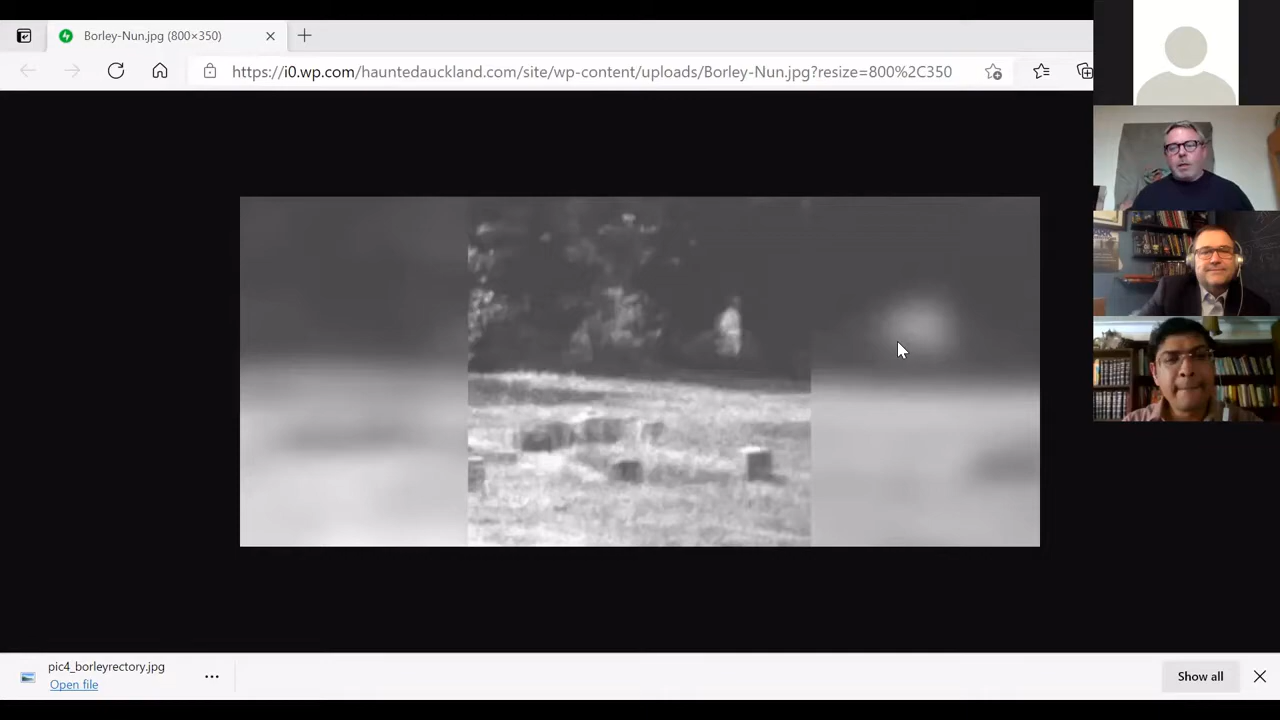 Borley-Nun.jpg (800×350)
https://i0.wp.com/hauntedauckland.com/site/wp-content/uploads/Borley-Nun.jpg?resize=800%2C350
pic4_borleyrectory.jpg
Open file
Show all